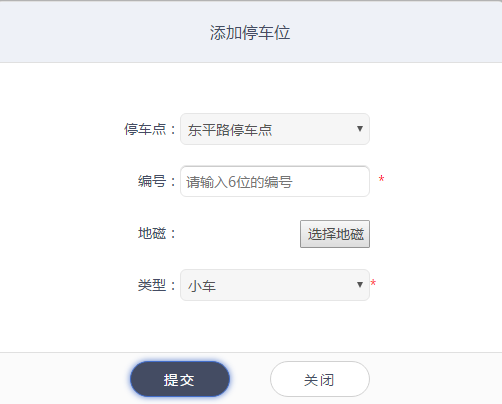 添加停车位
停车点： 东平路停车点
编号： 请输入6位的编号 *
地磁： 选择地磁
类型： 小车 *
提交 关闭